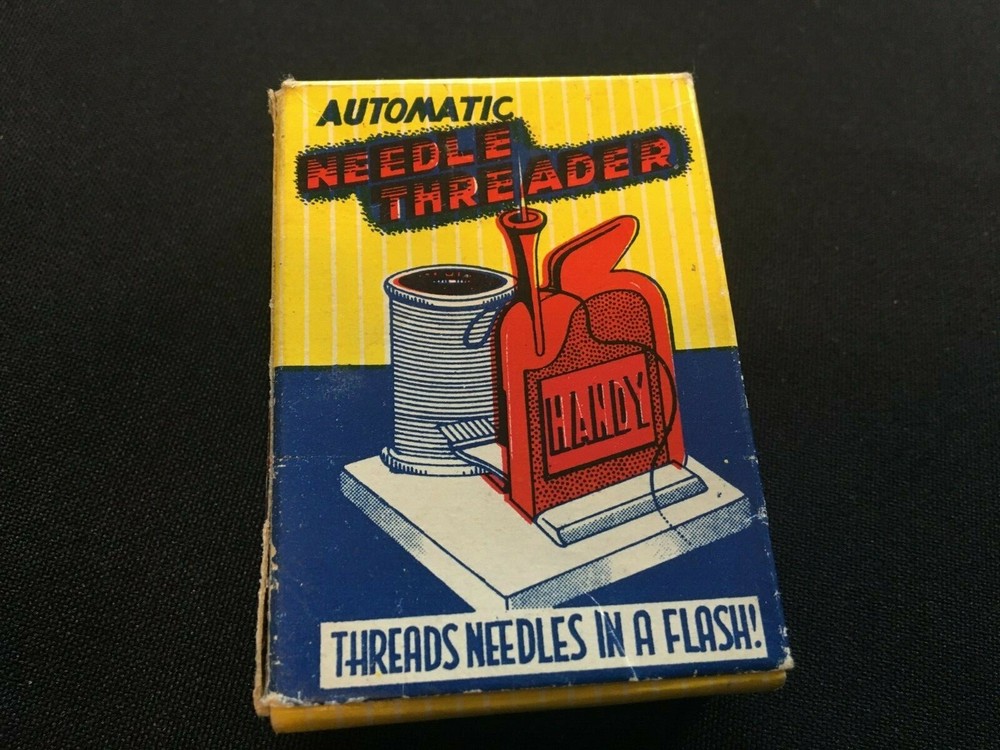 AUTOMATIC
NEEDLE
THREADER
HANDY
THREADS NEEDLES IN A FLASH!